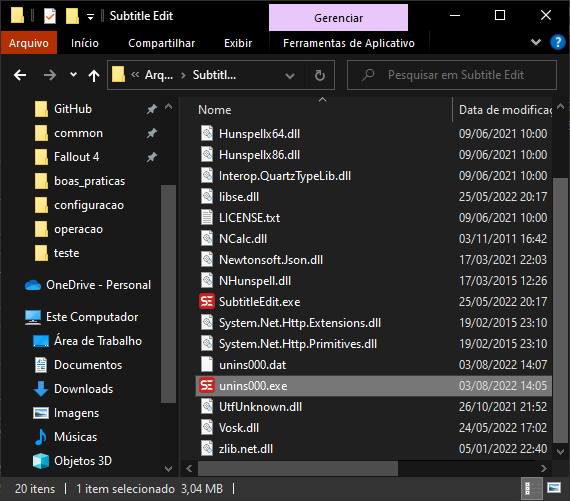 Subtitle Edit
Gerenciar
Arquivo Início Compartilhar Exibir Ferramentas de Aplicativo
« Arq... Subtitl... Pesquisar em Subtitle Edit
GitHub
common
Fallout 4
boas_praticas
configuracao
operacao
teste
OneDrive - Personal
Este Computador
Área de Trabalho
Documentos
Downloads
Imagens
Músicas
Objetos 3D
Nome Data de modificaç
Hunspellx64.dll 09/06/2021 10:00
Hunspellx86.dll 09/06/2021 10:00
Interop.QuartzTypeLib.dll 09/06/2021 10:00
libse.dll 25/05/2022 20:17
LICENSE.txt 09/06/2021 10:00
NCalc.dll 03/11/2011 16:42
Newtonsoft.Json.dll 17/03/2021 22:03
NHunspell.dll 17/03/2015 12:26
SubtitleEdit.exe 25/05/2022 20:17
System.Net.Http.Extensions.dll 19/02/2015 23:10
System.Net.Http.Primitives.dll 19/02/2015 23:10
unins000.dat 03/08/2022 14:07
unins000.exe 03/08/2022 14:05
UtfUnknown.dll 26/10/2021 21:52
Vosk.dll 24/05/2022 17:02
zlib.net.dll 05/01/2022 22:40
20 itens 1 item selecionado 3,04 MB